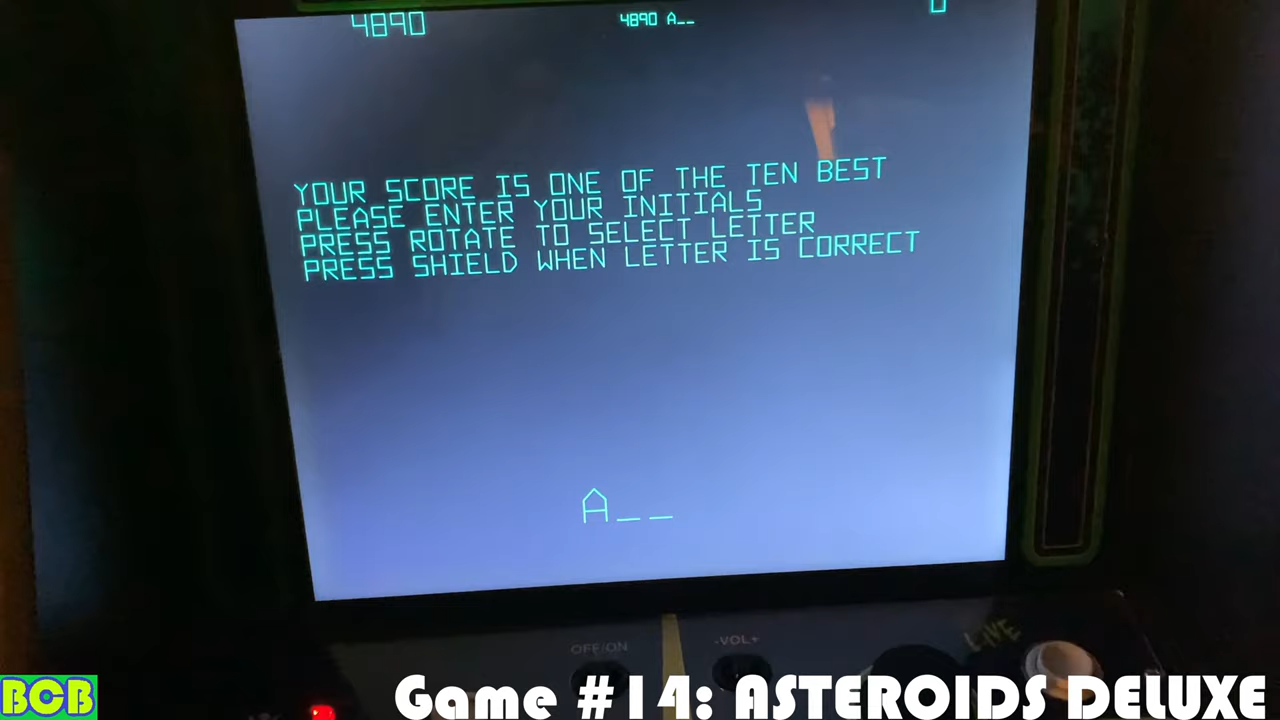 4890 4890 A__ 0
YOUR SCORE IS ONE OF THE TEN BEST
PLEASE ENTER YOUR INITIALS
PRESS ROTATE TO SELECT LETTER
PRESS SHIELD WHEN LETTER IS CORRECT
A__
OFF/ON -VOL+ LIVE
BCB Game #14: ASTEROIDS DELUXE